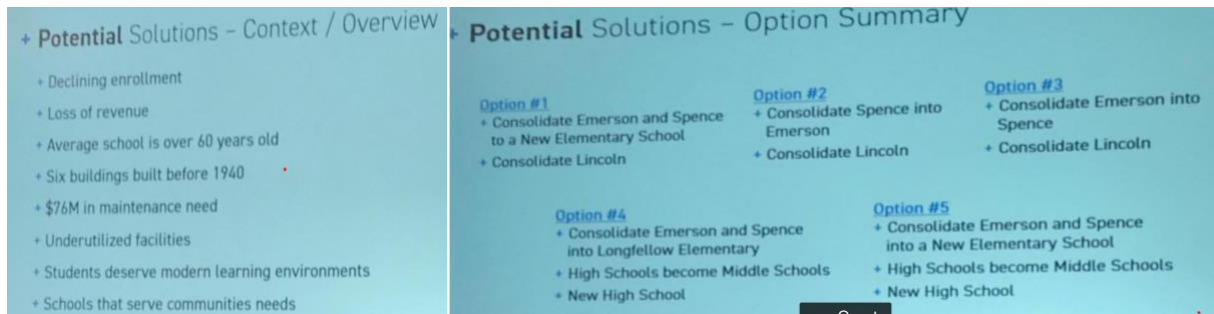 + Potential Solutions – Context / Overview
+ Declining enrollment
+ Loss of revenue
+ Average school is over 60 years old
+ Six buildings built before 1940
+ $76M in maintenance need
+ Underutilized facilities
+ Students deserve modern learning environments
+ Schools that serve communities needs
+ Potential Solutions – Option Summary
Option #1
+ Consolidate Emerson and Spence
to a New Elementary School
+ Consolidate Lincoln
Option #2
+ Consolidate Spence into
Emerson
+ Consolidate Lincoln
Option #3
+ Consolidate Emerson into
Spence
+ Consolidate Lincoln
Option #4
+ Consolidate Emerson and Spence
into Longfellow Elementary
+ High Schools become Middle Schools
+ New High School
Option #5
+ Consolidate Emerson and Spence
into a New Elementary School
+ High Schools become Middle Schools
+ New High School